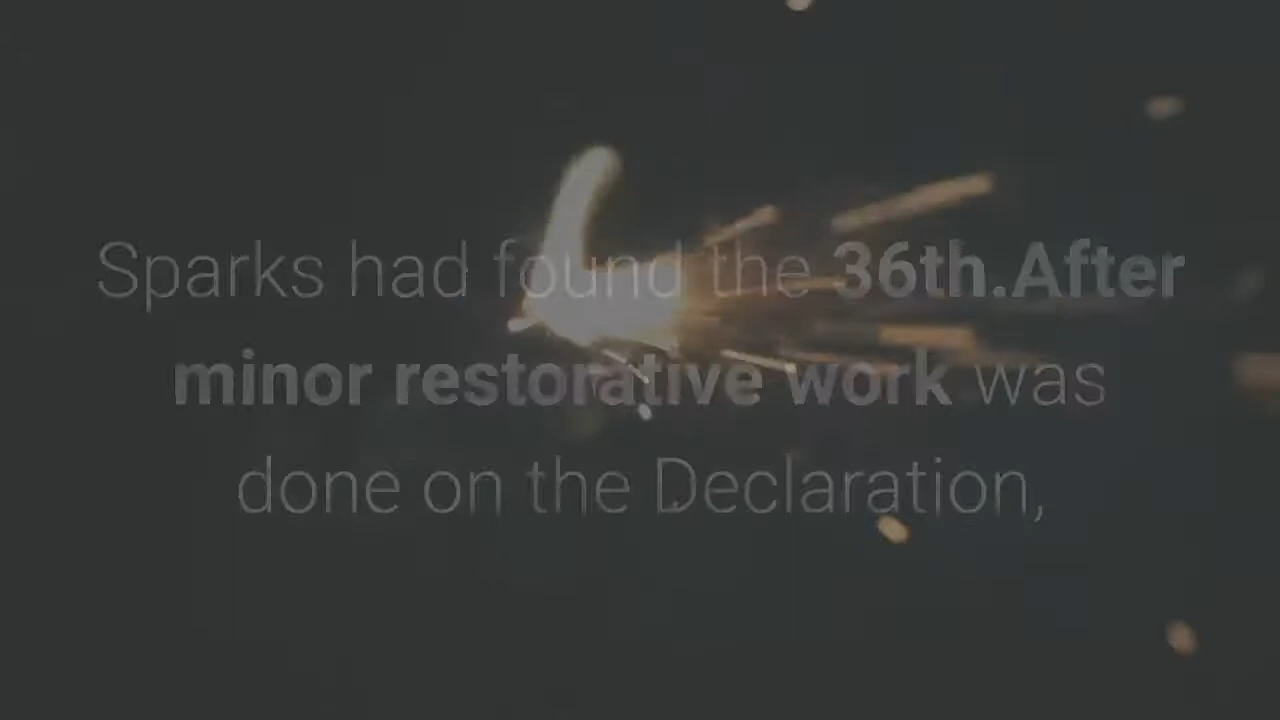 Sparks had found the 36th.After
minor restorative work was
done on the Declaration,